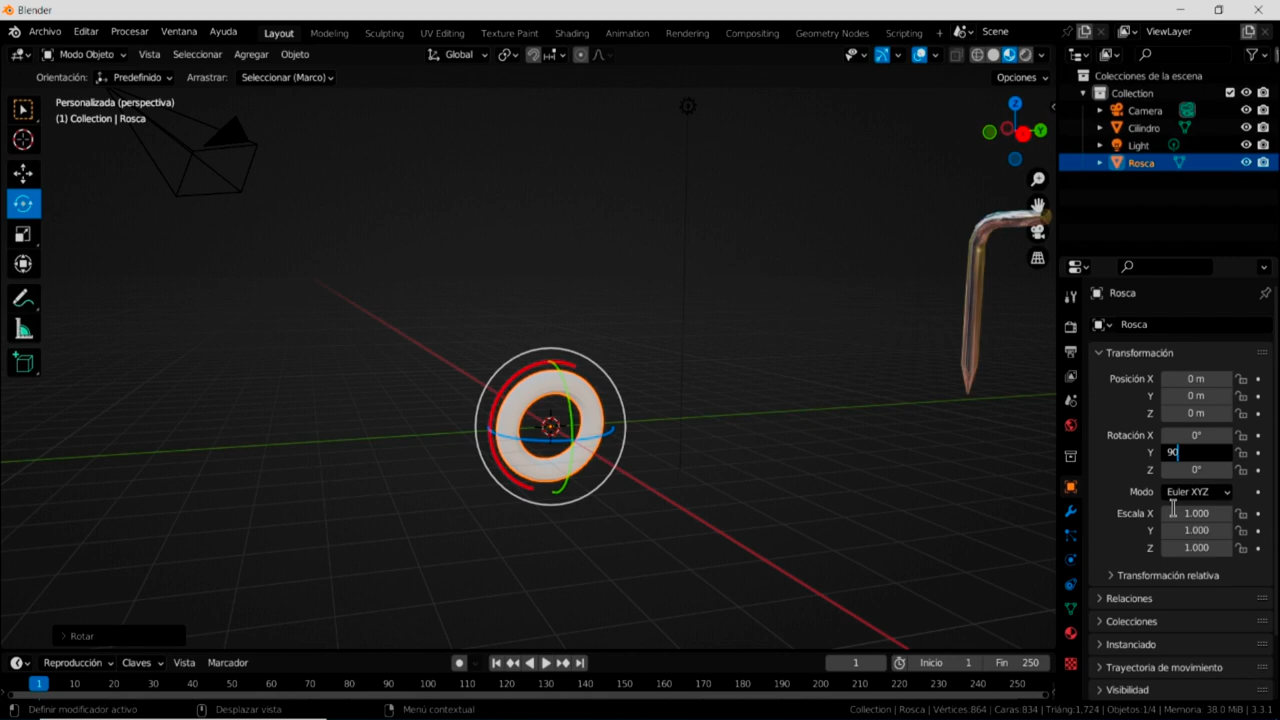 Blender
Archivo Editar Procesar Ventana Ayuda Layout Modeling Sculpting UV Editing Texture Paint Shading Animation Rendering Compositing Geometry Nodes Scripting + Scene ViewLayer
Modo Objeto Vista Seleccionar Agregar Objeto Global
Orientación: Predefinido Arrastrar: Seleccionar (Marco) Opciones
Personalizada (perspectiva)
(1) Collection | Rosca
Z
Y
Colecciones de la escena
Collection
Camera
Cilindro
Light
Rosca
Rosca
Rosca
Transformación
Posición X 0 m
Y 0 m
Z 0 m
Rotación X 0°
Y 90
Z 0°
Modo Euler XYZ
Escala X 1.000
Y 1.000
Z 1.000
Transformación relativa
Relaciones
Colecciones
Instanciado
Trayectoria de movimiento
Visibilidad
Rotar
Reproducción Claves Vista Marcador 1 Inicio 1 Fin 250
1 10 20 30 40 50 60 70 80 90 100 110 120 130 140 150 160 170 180 190 200 210 220 230 240 250
Definir modificador activo Desplazar vista Menú contextual Collection | Rosca | Vértices:864 | Caras:834 | Triáng:1,724 | Objetos:1/4 | Memoria: 38.0 MiB | 3.3.1